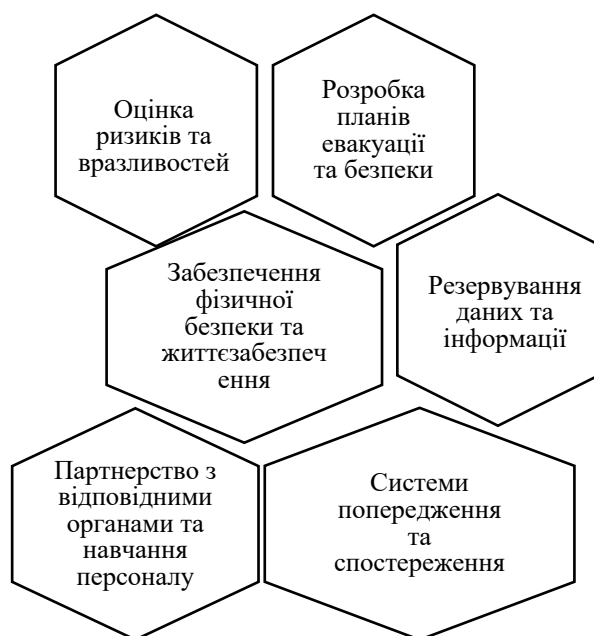 Оцінка
ризиків та
вразливостей
Розробка
планів
евакуації
та безпеки
Забезпечення
фізичної
безпеки та
життєзабезпеч
ення
Резервування
даних та
інформації
Партнерство з
відповідними
органами та
навчання
персоналу
Системи
попередження
та
спостереження